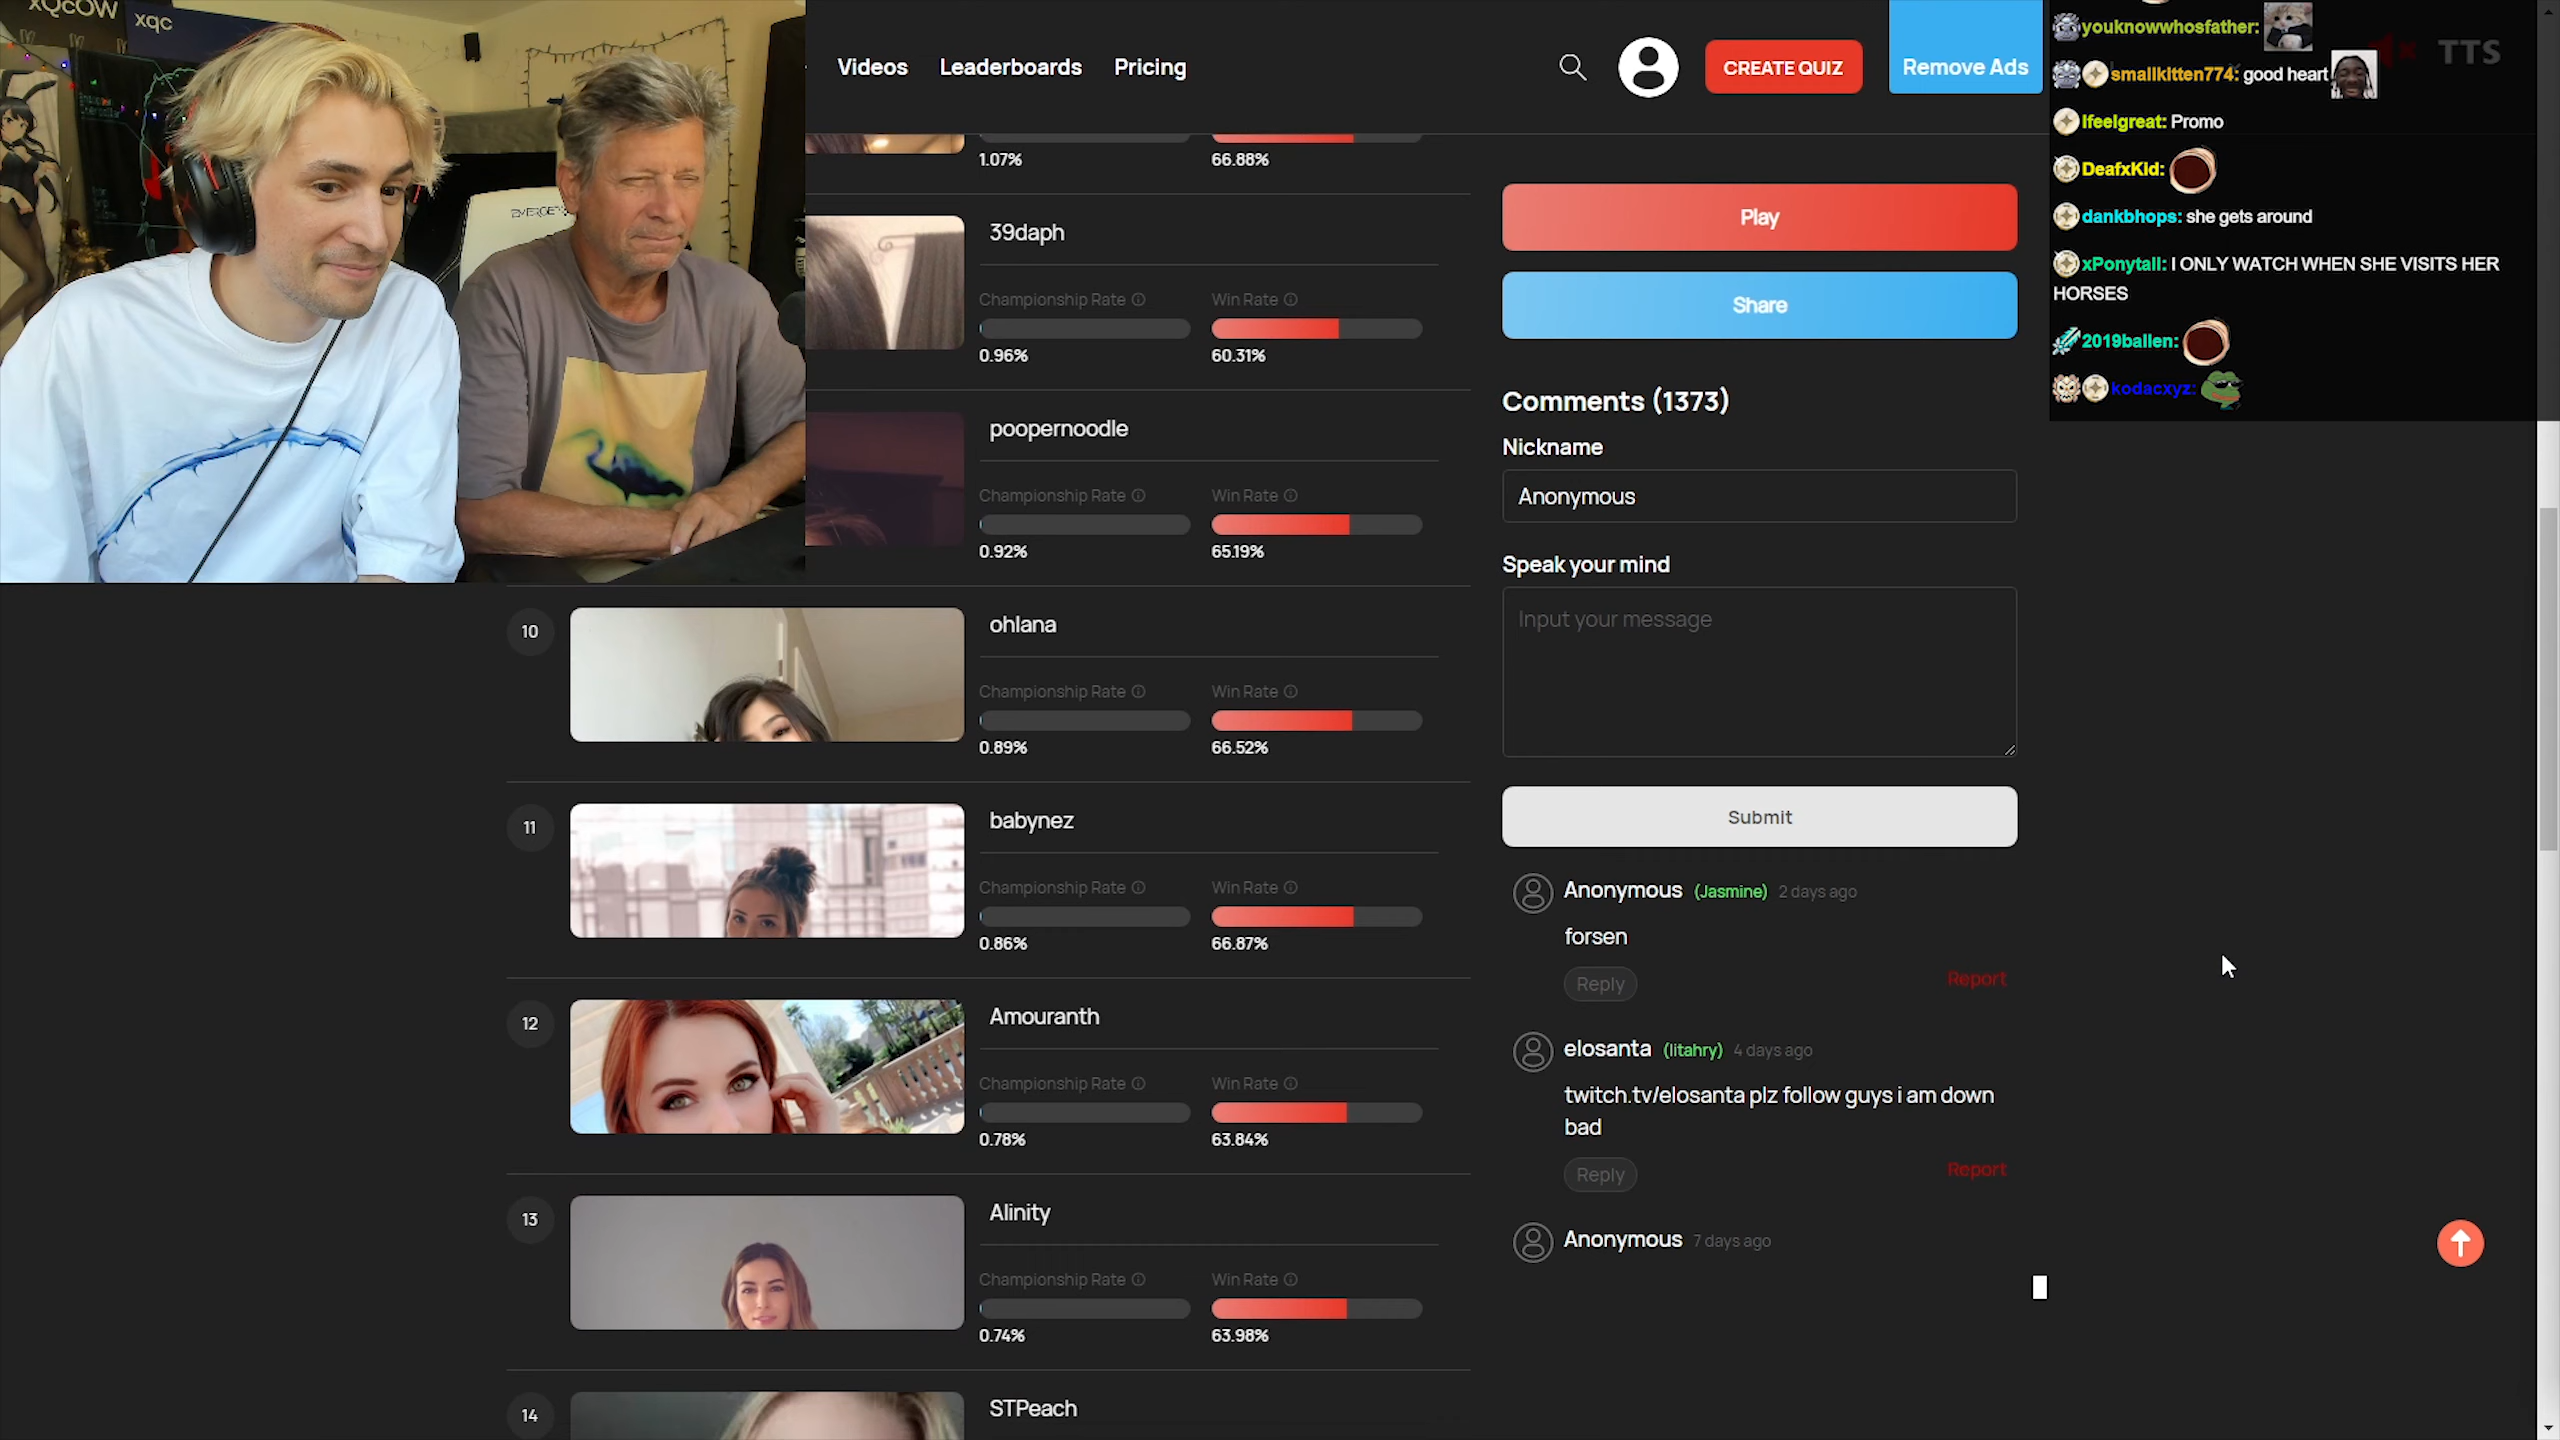 xQcOW
xqc
Videos
Leaderboards
Pricing
CREATE QUIZ
Remove Ads
TTS
youknowwhosfather:
smallkitten774: good heart
Ifeelgreat: Promo
DeafxKid:
dankbhops: she gets around
xPonytail: I ONLY WATCH WHEN SHE VISITS HER
HORSES
2019ballen:
kodacxyz:
1.07%
66.88%
39daph
Championship Rate
Win Rate
0.96%
60.31%
poopernoodle
Championship Rate
Win Rate
0.92%
65.19%
10
ohlana
Championship Rate
Win Rate
0.89%
66.52%
11
babynez
Championship Rate
Win Rate
0.86%
66.87%
12
Amouranth
Championship Rate
Win Rate
0.78%
63.84%
13
Alinity
Championship Rate
Win Rate
0.74%
63.98%
14
STPeach
Play
Share
Comments (1373)
Nickname
Anonymous
Speak your mind
Input your message
Submit
Anonymous (Jasmine) 2 days ago
forsen
Reply
Report
elosanta (litahry) 4 days ago
twitch.tv/elosanta plz follow guys i am down
bad
Reply
Report
Anonymous 7 days ago